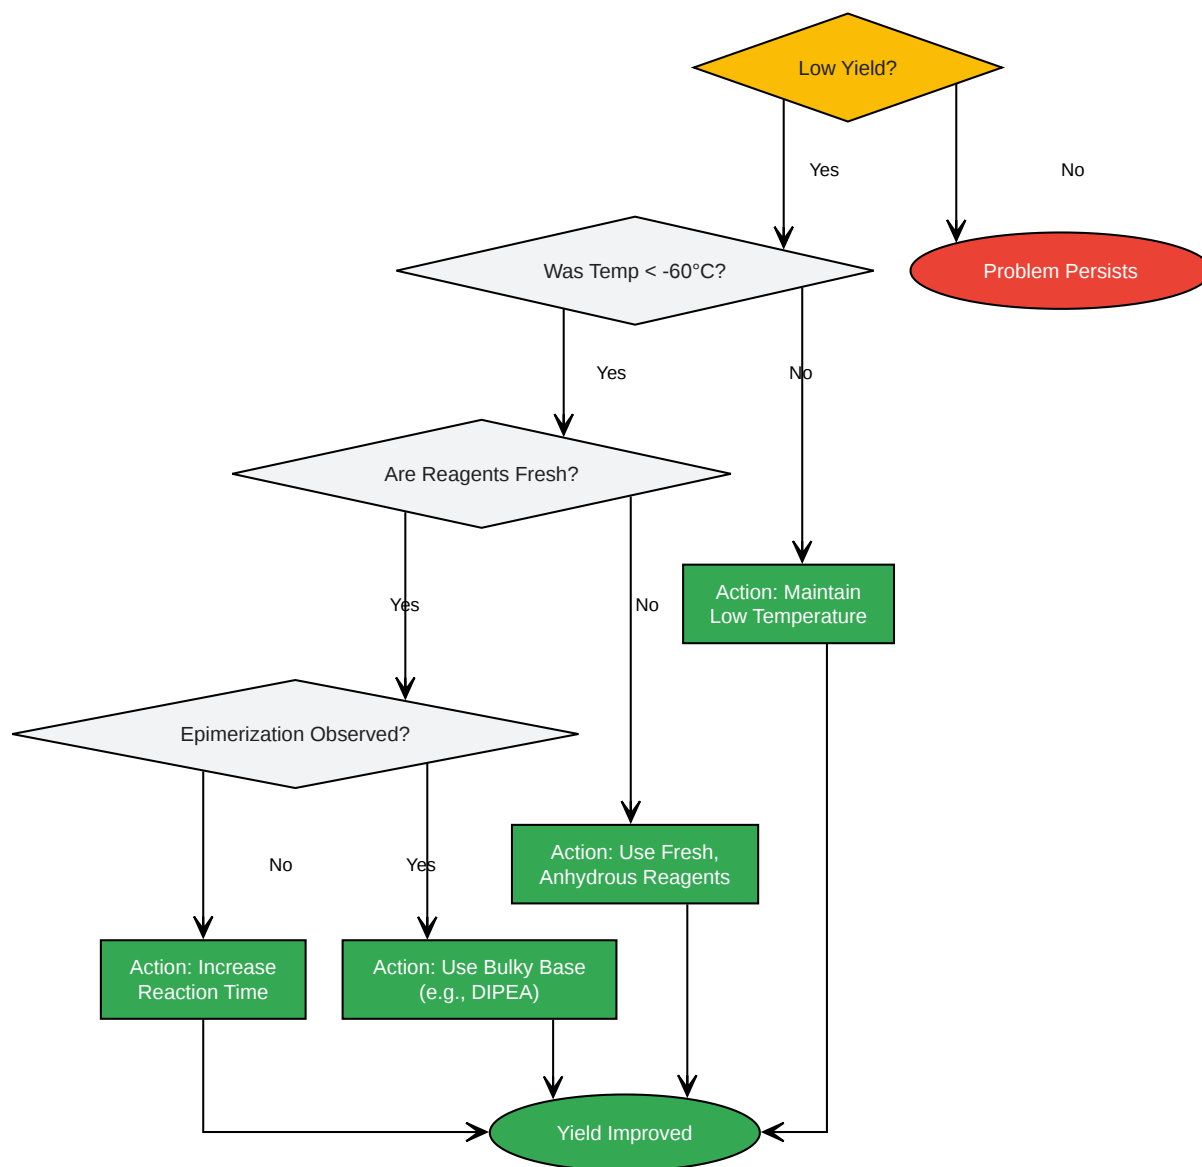 Low Yield?
Yes
No
Was Temp < -60°C?
Problem Persists
Yes
No
Are Reagents Fresh?
Yes
No
Action: Maintain
Low Temperature
Epimerization Observed?
No
Yes
Action: Use Fresh,
Anhydrous Reagents
Action: Increase
Reaction Time
Action: Use Bulky Base
(e.g., DIPEA)
Yield Improved